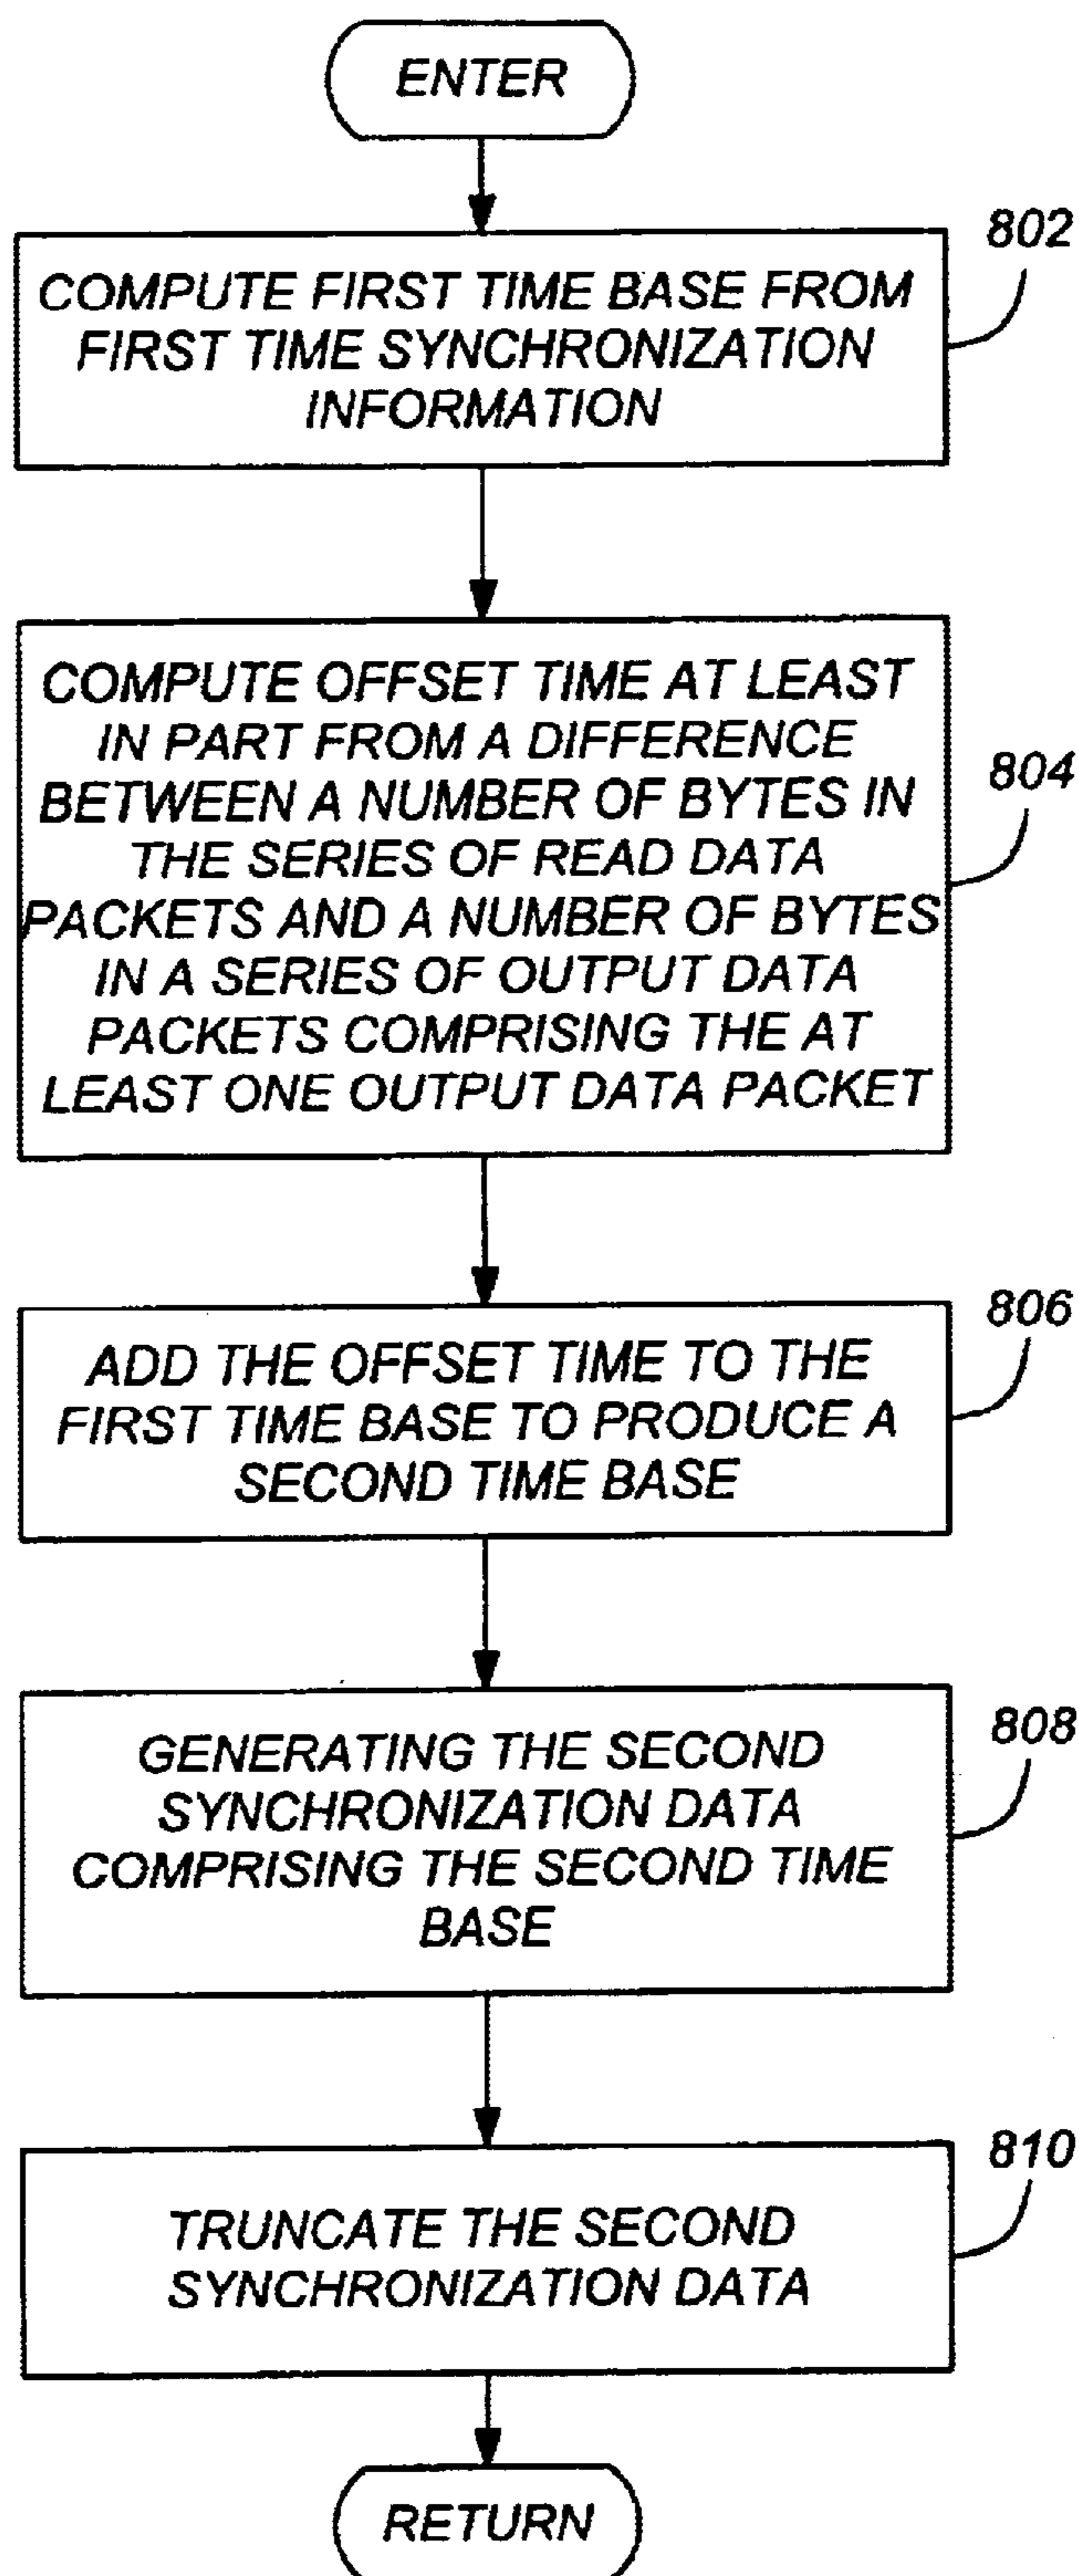 ENTER
802
COMPUTE FIRST TIME BASE FROM
FIRST TIME SYNCHRONIZATION
INFORMATION
COMPUTE OFFSET TIME AT LEAST
IN PART FROM A DIFFERENCE
BETWEEN A NUMBER OF BYTES IN
THE SERIES OF READ DATA
PACKETS AND A NUMBER OF BYTES
IN A SERIES OF OUTPUT DATA
PACKETS COMPRISING THE AT
LEAST ONE OUTPUT DATA PACKET
804
806
ADD THE OFFSET TIME TO THE
FIRST TIME BASE TO PRODUCE A
SECOND TIME BASE
808
GENERATING THE SECOND
SYNCHRONIZATION DATA
COMPRISING THE SECOND TIME
BASE
810
TRUNCATE THE SECOND
SYNCHRONIZATION DATA
RETURN